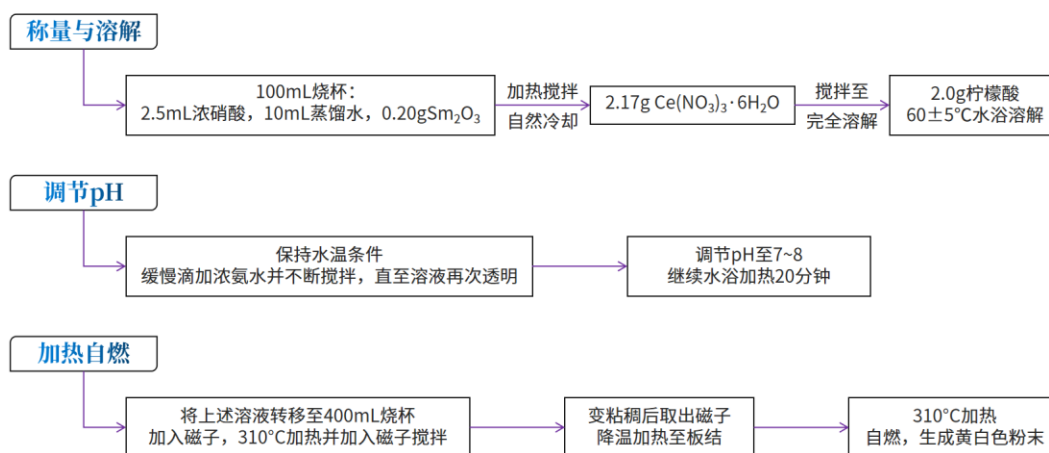 称量与溶解
100mL烧杯：
2.5mL浓硝酸，10mL蒸馏水，0.20gSm₂O₃
加热搅拌
自然冷却
2.17g Ce(NO₃)₃·6H₂O
搅拌至
完全溶解
2.0g柠檬酸
60±5℃水浴溶解
调节pH
保持水温条件
缓慢滴加浓氨水并不断搅拌，直至溶液再次透明
调节pH至7~8
继续水浴加热20分钟
加热自燃
将上述溶液转移至400mL烧杯
加入磁子，310°C加热并加入磁子搅拌
变粘稠后取出磁子
降温加热至板结
310°C加热
自燃，生成黄白色粉末